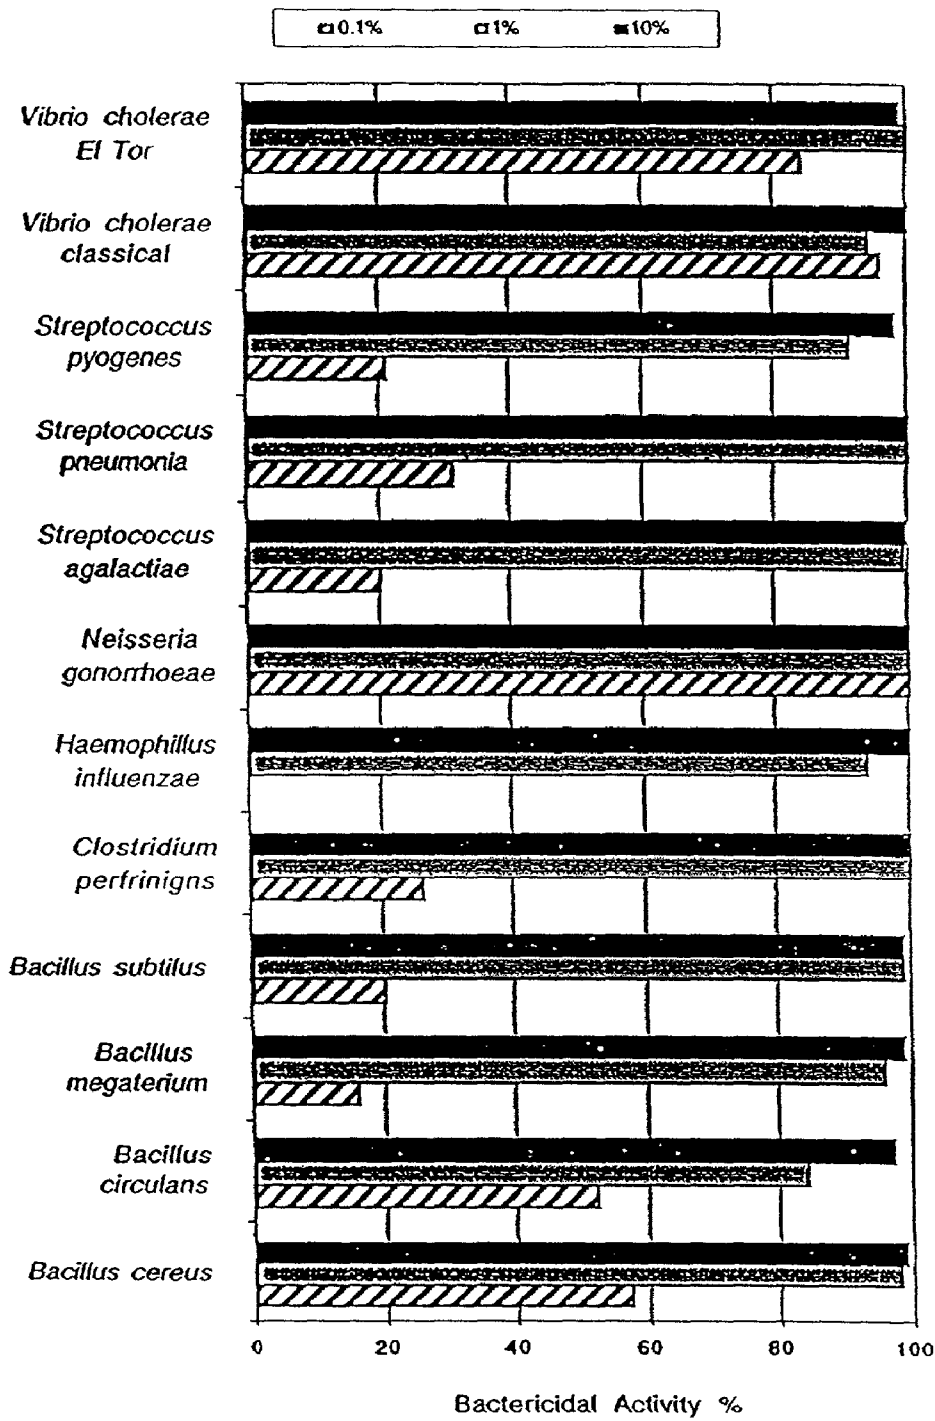 0.1% 1% 10%
Vibrio cholerae
El Tor
Vibrio cholerae
classical
Streptococcus
pyogenes
Streptococcus
pneumonia
Streptococcus
agalactiae
Neisseria
gonorrhoeae
Haemophillus
influenzae
Clostridium
perfrinigns
Bacillus subtilus
Bacillus
megaterium
Bacillus
circulans
Bacillus cereus
0 20 40 60 80 100
Bactericidal Activity %